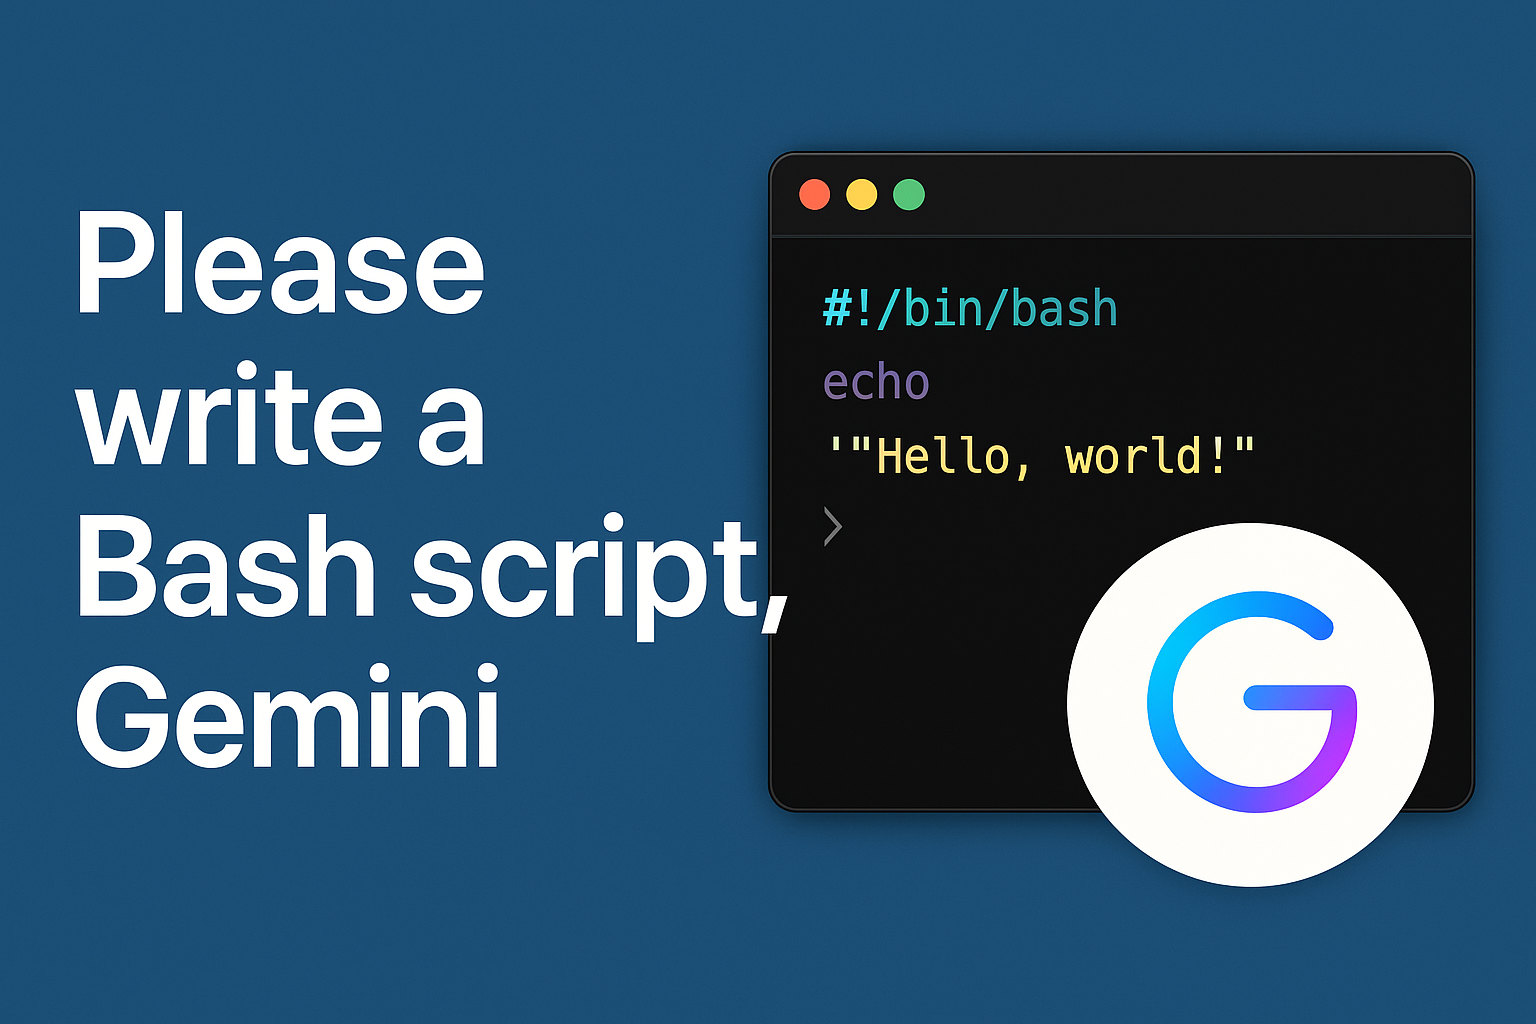 Please
write a
Bash script,
Gemini
#!/bin/bash
echo
'"Hello, world!"
>
G